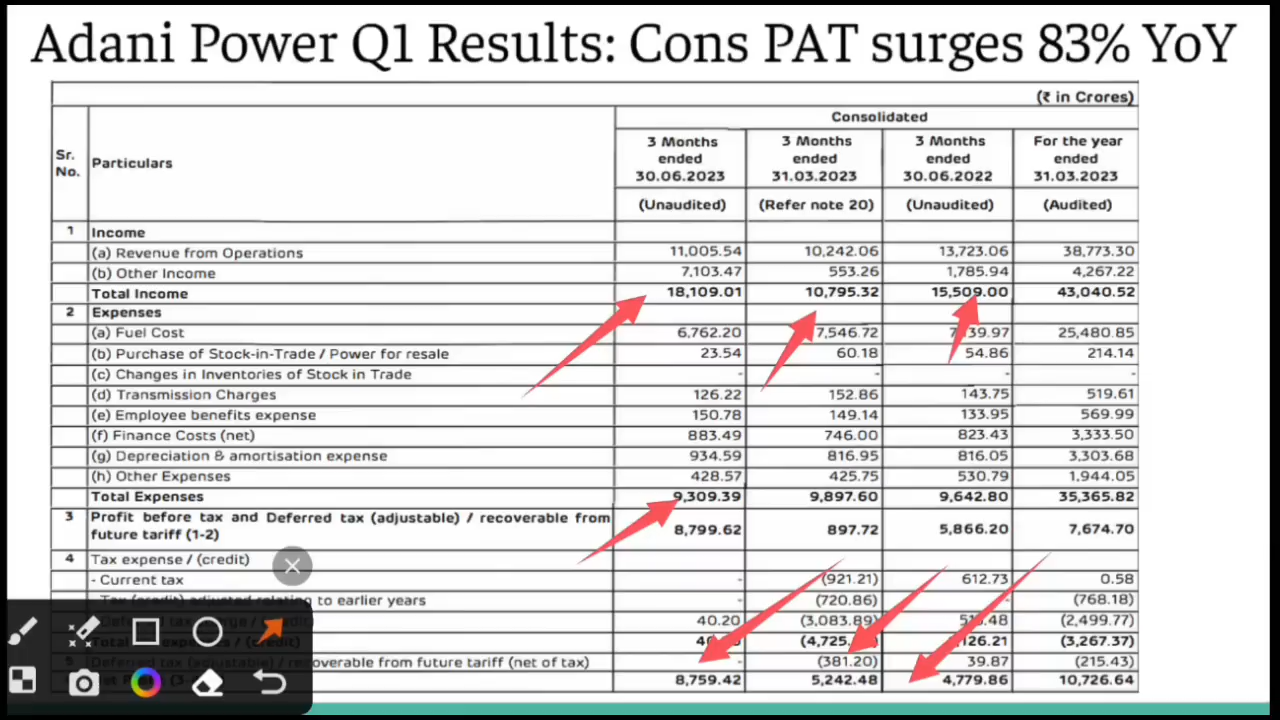 Adani Power Q1 Results: Cons PAT surges 83% YoY
(₹ in Crores)
Sr. No. Particulars Consolidated
3 Months ended 30.06.2023 3 Months ended 31.03.2023 3 Months ended 30.06.2022 For the year ended 31.03.2023
(Unaudited) (Refer note 20) (Unaudited) (Audited)
1 Income
(a) Revenue from Operations 11,005.54 10,242.06 13,723.06 38,773.30
(b) Other Income 7,103.47 553.26 1,785.94 4,267.22
Total Income 18,109.01 10,795.32 15,509.00 43,040.52
2 Expenses
(a) Fuel Cost 6,762.20 7,546.72 25,480.85
(b) Purchase of Stock-in-Trade / Power for resale 23.54 60.18 54.86 214.14
(c) Changes in Inventories of Stock in Trade - - - -
(d) Transmission Charges 126.22 152.86 143.75 519.61
(e) Employee benefits expense 150.78 149.14 133.95 569.99
(f) Finance Costs (net) 883.49 746.00 823.43 3,333.50
(g) Depreciation & amortisation expense 934.59 816.95 816.05 3,303.68
(h) Other Expenses 428.57 425.75 530.79 1,944.05
Total Expenses 9,309.39 9,897.60 9,642.80 35,365.82
3 Profit before tax and Deferred tax (adjustable) / recoverable from
future tariff (1-2) 8,799.62 897.72 5,866.20 7,674.70
4 Tax expense / (credit)
- Current tax - (921.21) 612.73 0.58
- Tax (credit) adjusted relating to earlier years - (720.86) - (768.18)
40.20 (3,083.89) (2,499.77)
(3,267.37)
recoverable from future tariff (net of tax) - (381.20) 39.87 (215.43)
8,759.42 5,242.48 4,779.86 10,726.64